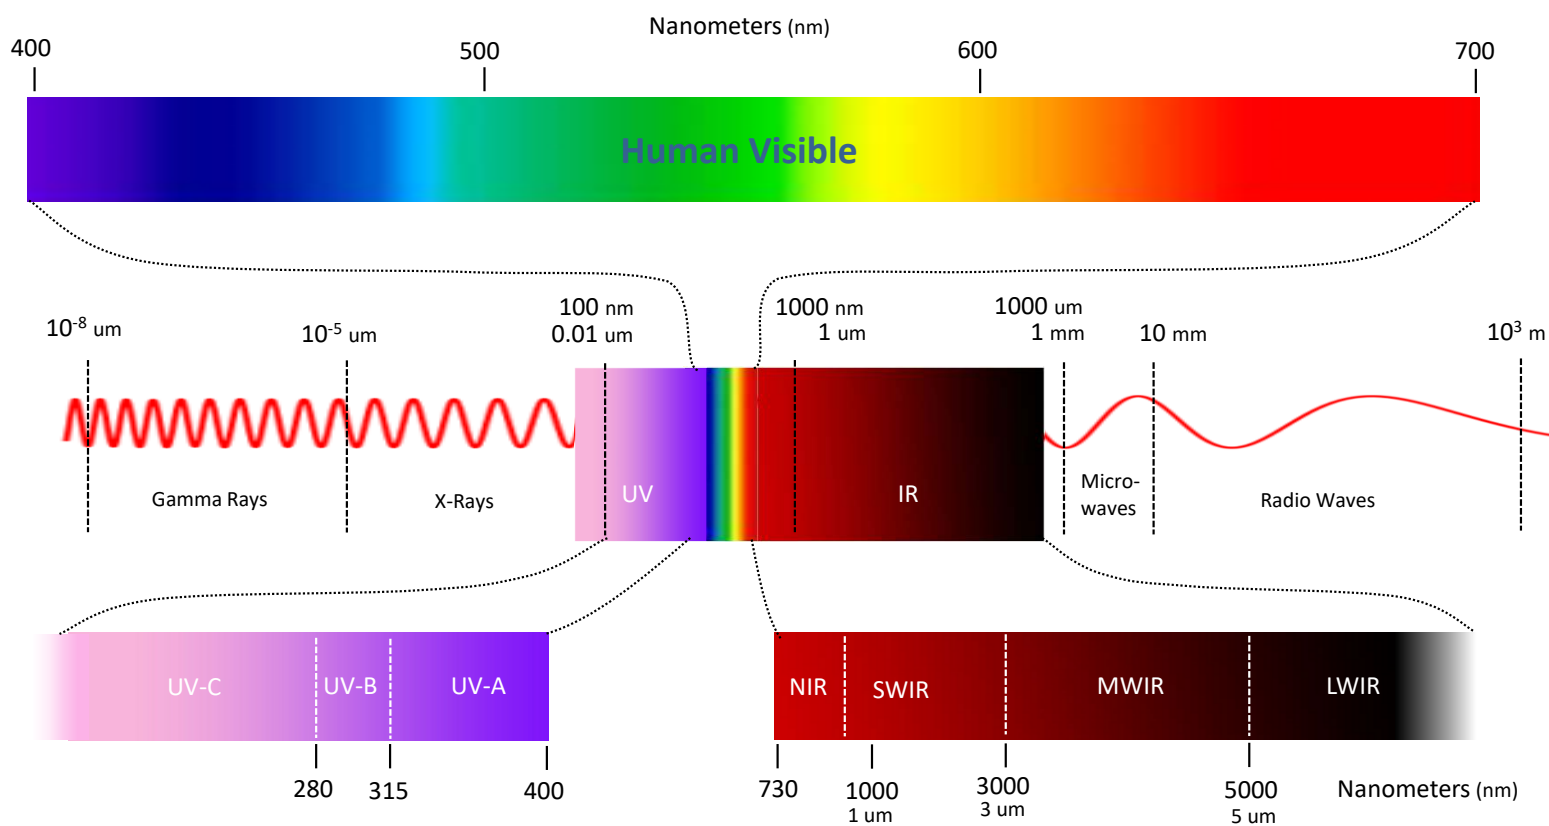 Nanometers (nm)
400
500
600
700
Human Visible
10-8 um
10-5 um
100 nm
0.01 um
1000 nm
1 um
1000 um
1 mm
10 mm
103 m
Gamma Rays
X-Rays
UV
IR
Micro-
waves
Radio Waves
UV-C
UV-B
UV-A
NIR
SWIR
MWIR
LWIR
280
315
400
730
1000
1 um
3000
3 um
5000
5 um
Nanometers (nm)